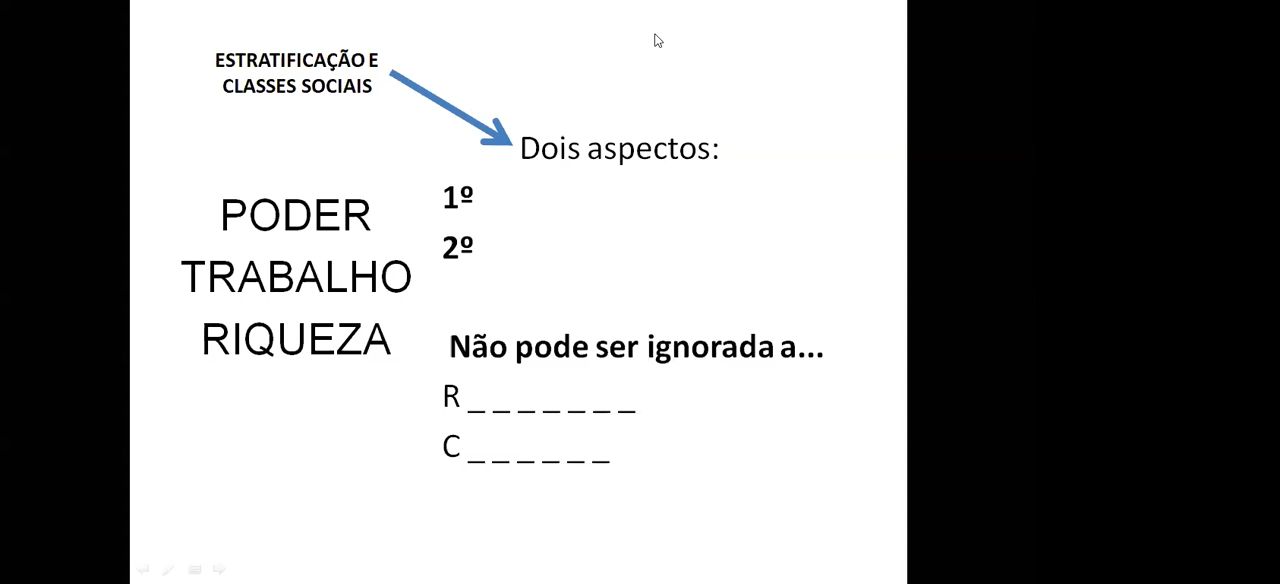 ESTRATIFICAÇÃO E
CLASSES SOCIAIS
Dois aspectos:
1º
2º
PODER
TRABALHO
RIQUEZA
Não pode ser ignorada a...
R _ _ _ _ _ _ _
C _ _ _ _ _ _